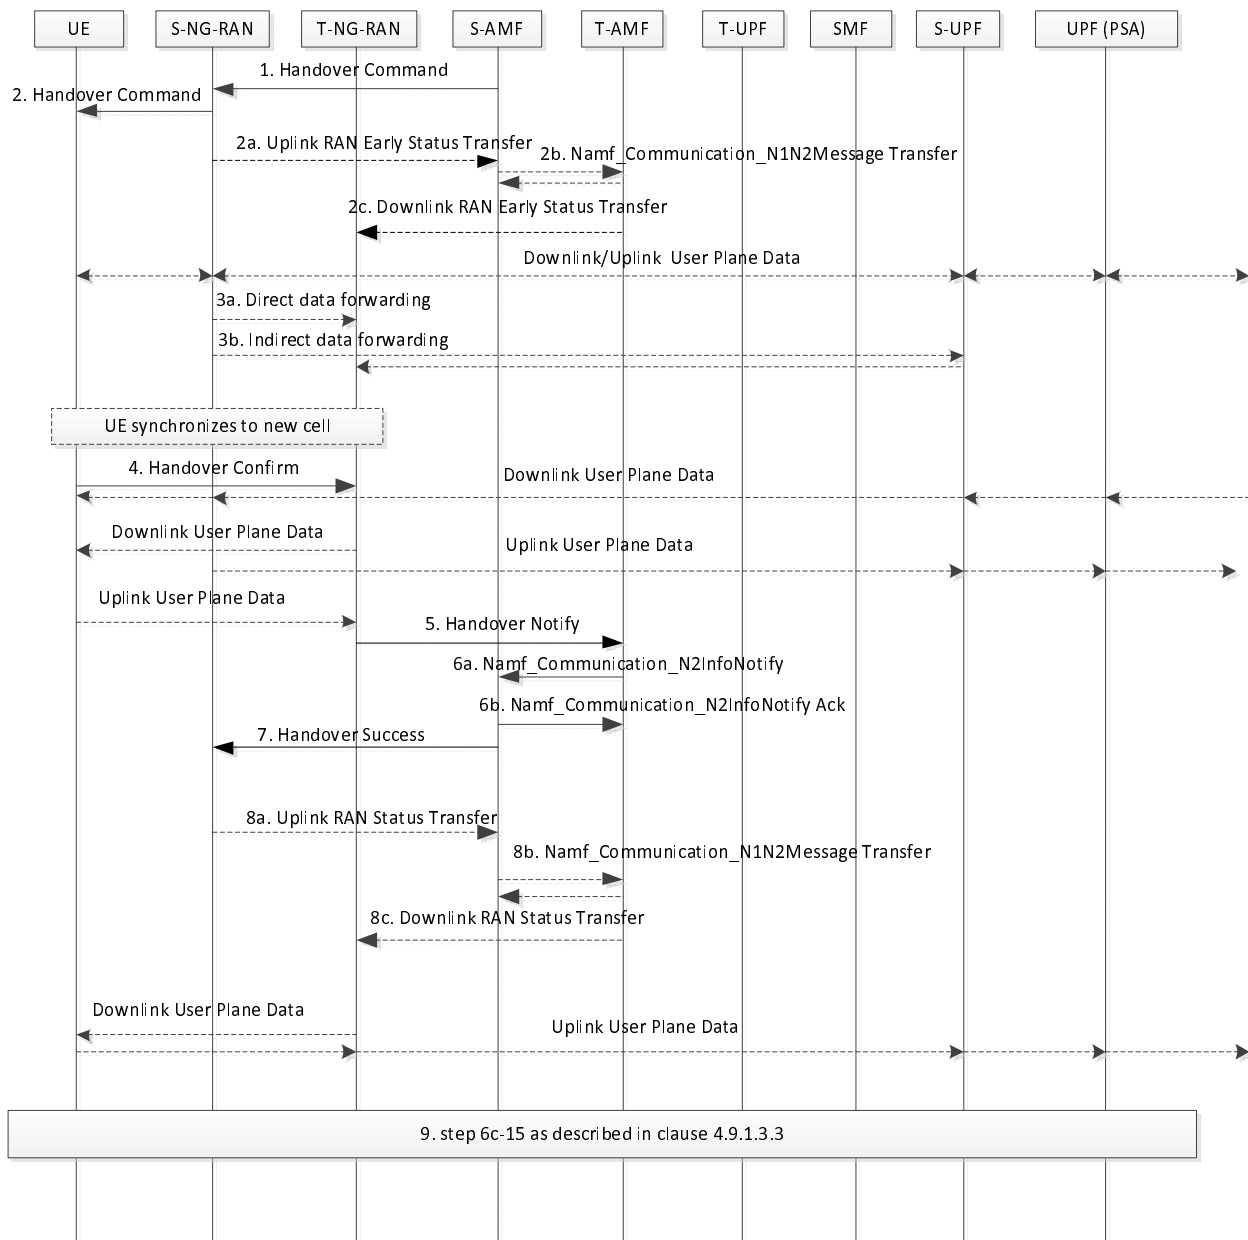 UE
S-NG-RAN
T-NG-RAN
S-AMF
T-AMF
T-UPF
SMF
S-UPF
UPF (PSA)
1. Handover Command
2. Handover Command
2a. Uplink RAN Early Status Transfer
2b. Namf_Communication_N1N2Message Transfer
2c. Downlink RAN Early Status Transfer
Downlink/Uplink User Plane Data
3a. Direct data forwarding
3b. Indirect data forwarding
UE synchronizes to new cell
4. Handover Confirm
Downlink User Plane Data
Downlink User Plane Data
Uplink User Plane Data
Uplink User Plane Data
5. Handover Notify
6a. Namf_Communication_N2InfoNotify
6b. Namf_Communication_N2InfoNotify Ack
7. Handover Success
8a. Uplink RAN Status Transfer
8b. Namf_Communication_N1N2Message Transfer
8c. Downlink RAN Status Transfer
Downlink User Plane Data
Uplink User Plane Data
9. step 6c-15 as described in clause 4.9.1.3.3